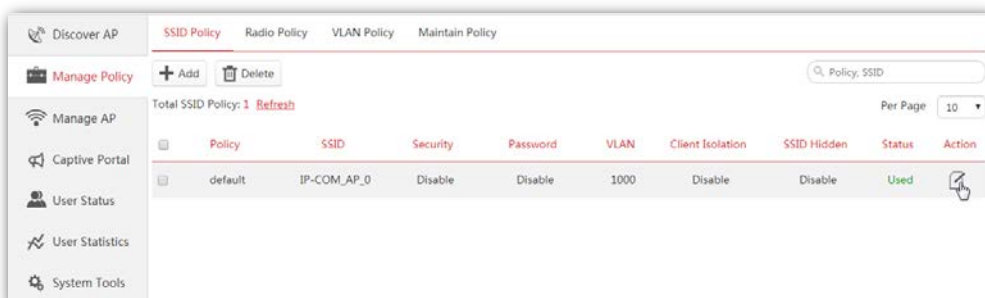 Discover AP
Manage Policy
Manage AP
Captive Portal
User Status
User Statistics
System Tools
SSID Policy Radio Policy VLAN Policy Maintain Policy
Add Delete
Policy, SSID
Total SSID Policy: 1 Refresh
Per Page 10
Policy SSID Security Password VLAN Client Isolation SSID Hidden Status Action
default IP-COM_AP_0 Disable Disable 1000 Disable Disable Used